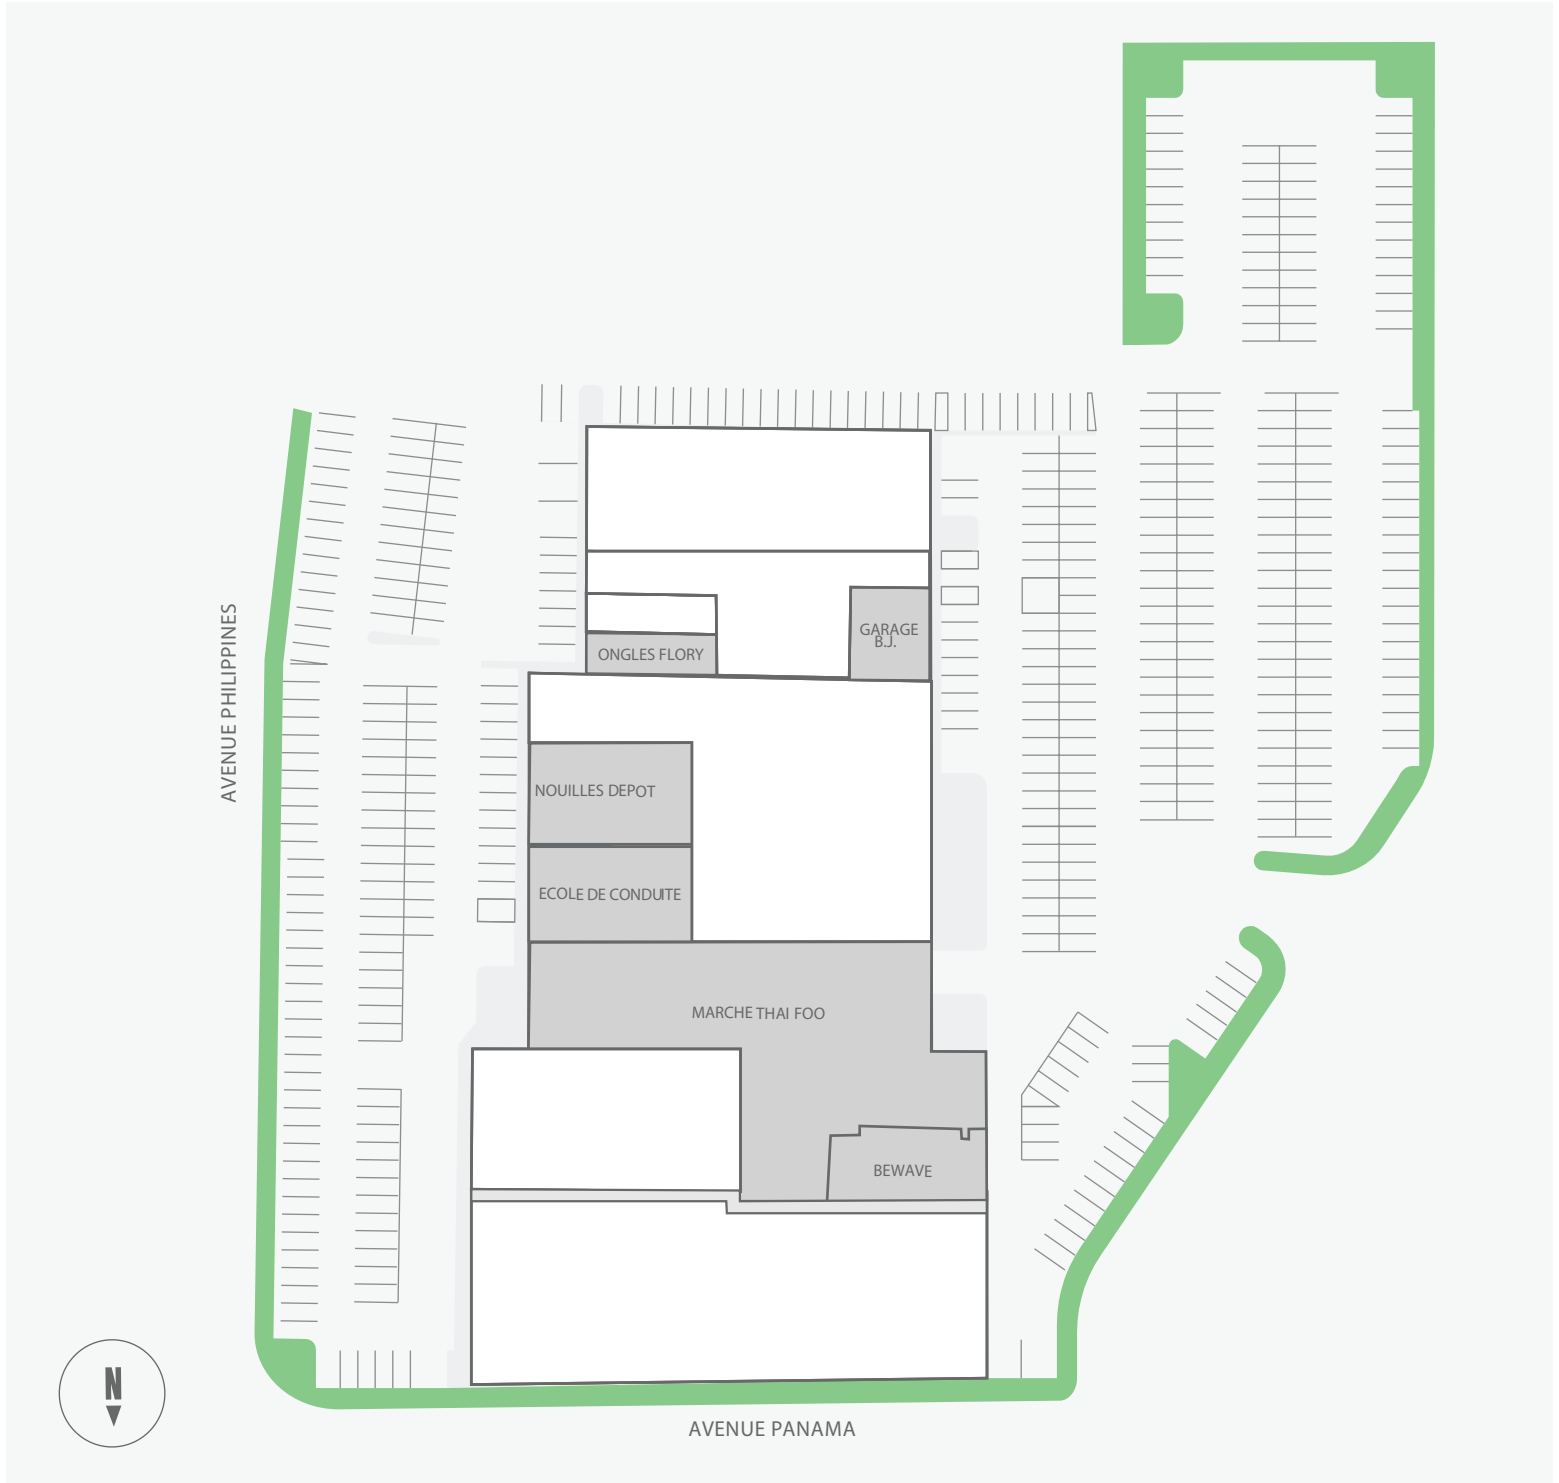 GARAGE
B.J.
ONGLES FLORY
AVENUE PHILIPPINES
NOUILLES DEPOT
ECOLE DE CONDUITE
MARCHE THAI FOO
BEWAVE
N
AVENUE PANAMA